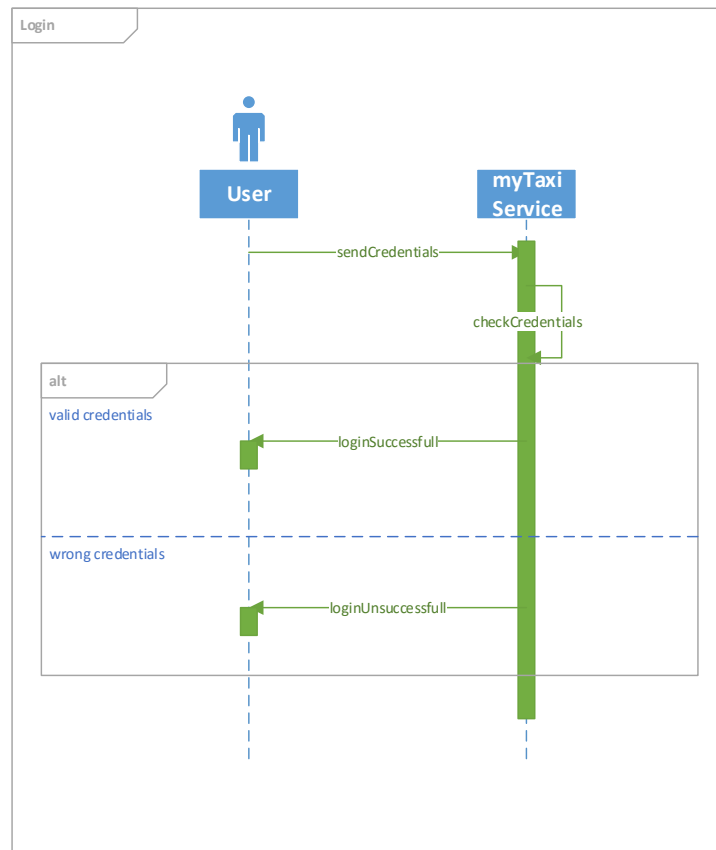 Login
User
myTaxi
Service
sendCredentials
checkCredentials
alt
valid credentials
loginSuccessfull
wrong credentials
loginUnsuccessfull